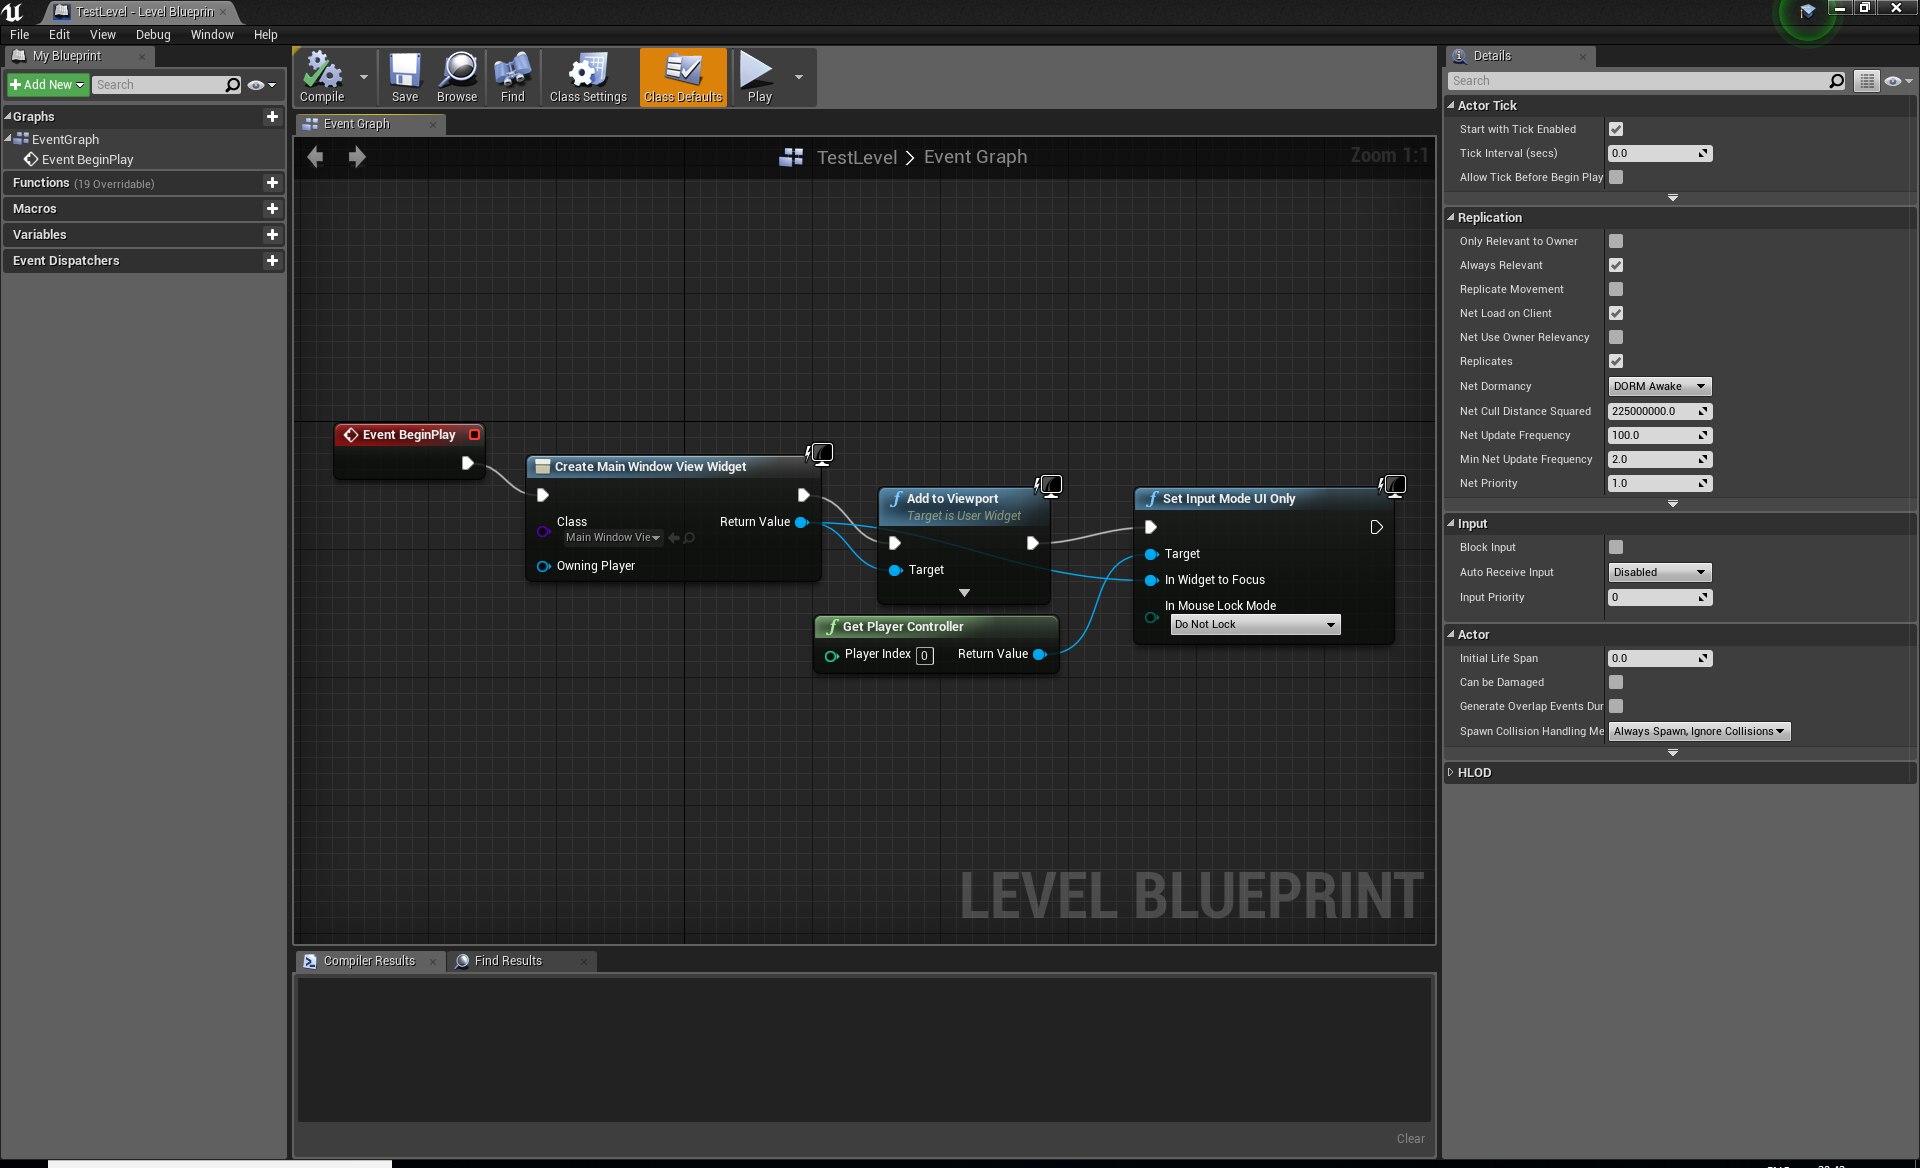 TestLevel - Level Blueprin
File Edit View Debug Window Help
My Blueprint
Add New
Search
Graphs
EventGraph
Event BeginPlay
Functions (19 Overridable)
Macros
Variables
Event Dispatchers
Compile
Save
Browse
Find
Class Settings
Class Defaults
Play
Event Graph
TestLevel > Event Graph
Zoom 1:1
Event BeginPlay
Create Main Window View Widget
Class
Main Window Vie
Return Value
Owning Player
Add to Viewport
Target is User Widget
Target
Get Player Controller
Player Index 0
Return Value
Set Input Mode UI Only
Target
In Widget to Focus
In Mouse Lock Mode
Do Not Lock
LEVEL BLUEPRINT
Compiler Results
Find Results
Clear
Details
Search
Actor Tick
Start with Tick Enabled
Tick Interval (secs) 0.0
Allow Tick Before Begin Play
Replication
Only Relevant to Owner
Always Relevant
Replicate Movement
Net Load on Client
Net Use Owner Relevancy
Replicates
Net Dormancy DORM Awake
Net Cull Distance Squared 225000000.0
Net Update Frequency 100.0
Min Net Update Frequency 2.0
Net Priority 1.0
Input
Block Input
Auto Receive Input Disabled
Input Priority 0
Actor
Initial Life Span 0.0
Can be Damaged
Generate Overlap Events Dur
Spawn Collision Handling Me Always Spawn, Ignore Collisions
HLOD